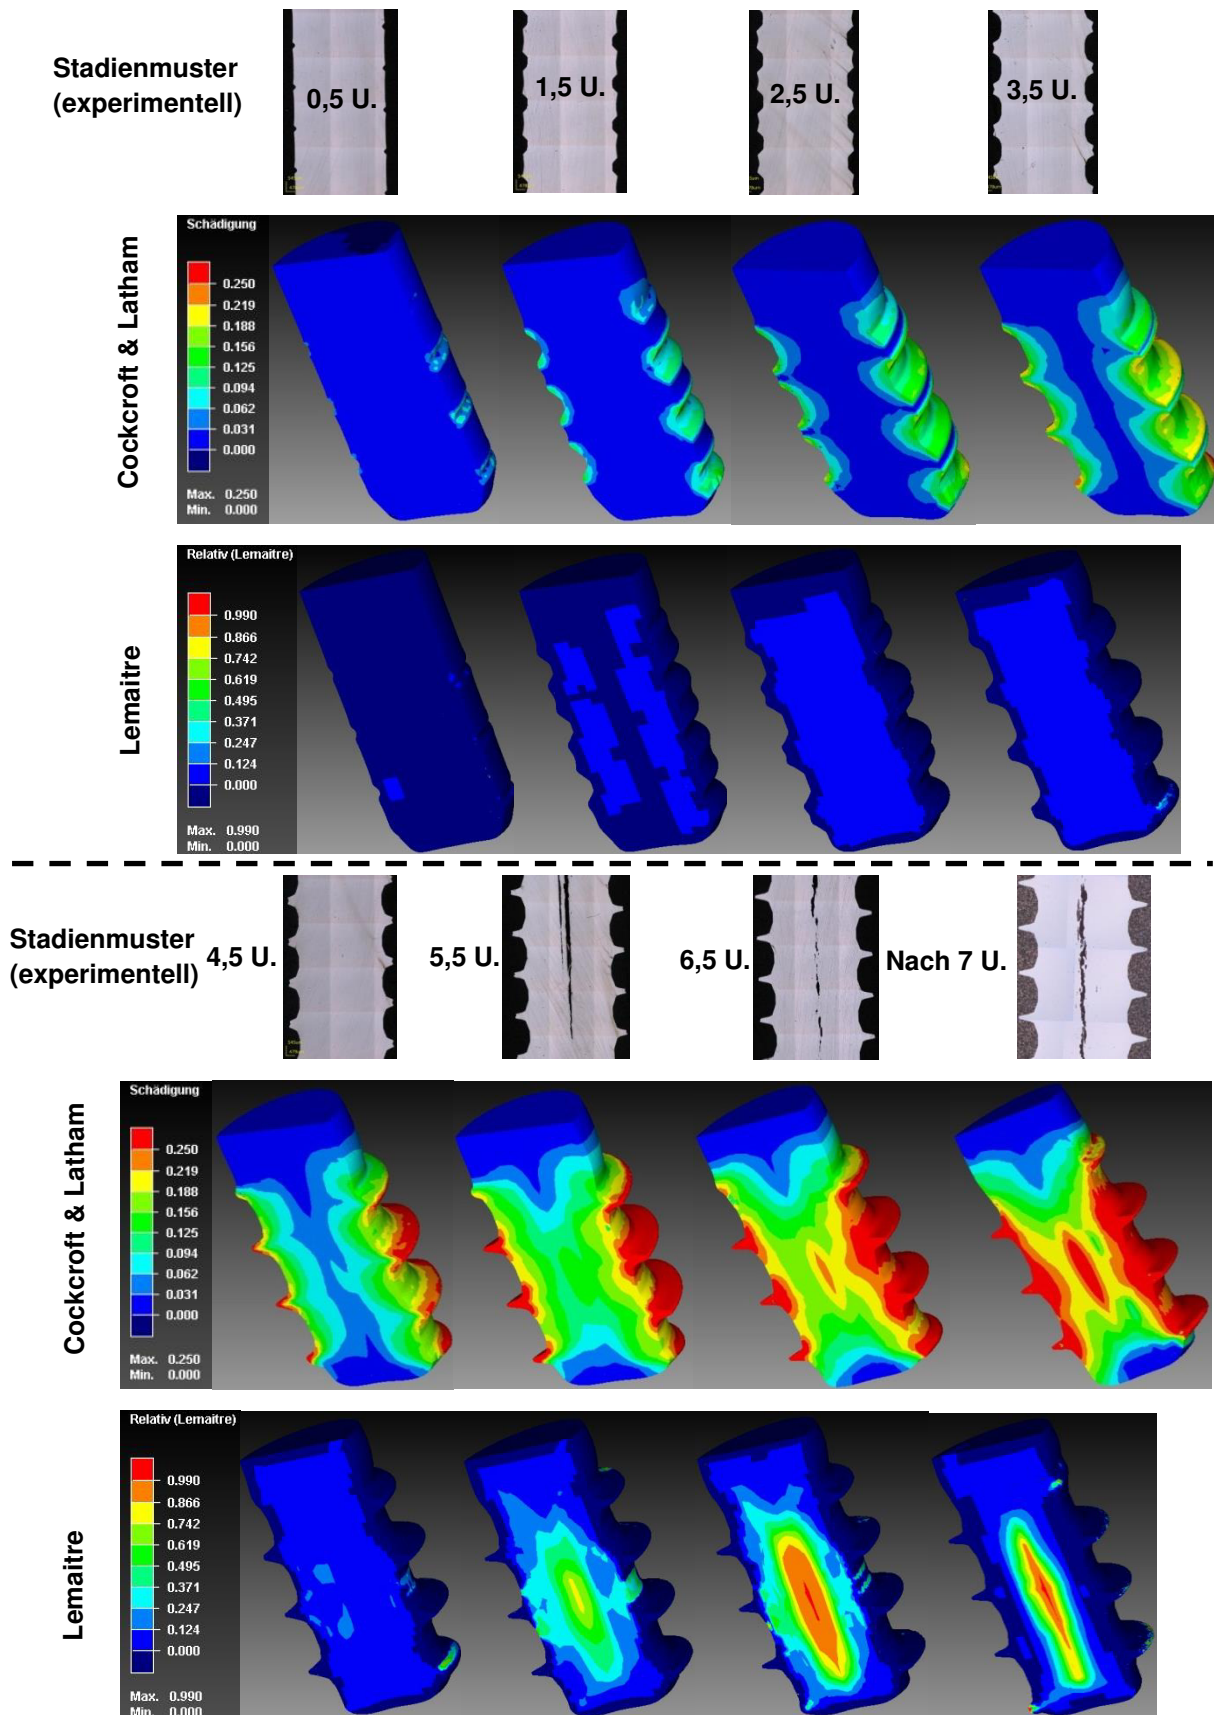 Stadienmuster
(experimentell)
0,5 U.
1,5 U.
2,5 U.
3,5 U.
Cockcroft & Latham
Schädigung
0.250
0.219
0.188
0.156
0.125
0.094
0.062
0.031
0.000
Max. 0.250
Min. 0.000
Lemaitre
Relativ (Lemaitre)
0.990
0.866
0.742
0.619
0.495
0.371
0.247
0.124
0.000
Max. 0.990
Min. 0.000
Stadienmuster
(experimentell)
4,5 U.
5,5 U.
6,5 U.
Nach 7 U.
Cockcroft & Latham
Schädigung
0.250
0.219
0.188
0.156
0.125
0.094
0.062
0.031
0.000
Max. 0.250
Min. 0.000
Lemaitre
Relativ (Lemaitre)
0.990
0.866
0.742
0.619
0.495
0.371
0.247
0.124
0.000
Max. 0.990
Min. 0.000